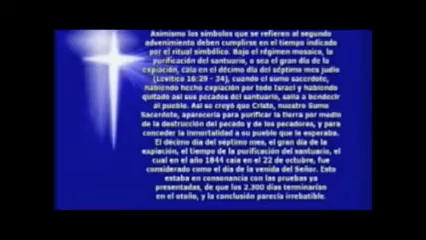 Asimismo los símbolos que se refieren al segundo
advenimiento deben cumplirse en el tiempo indicado
por el ritual simbólico. Bajo el régimen mosaico, la
purificación del santuario, o sea el gran día de la
expiación, caía en el décimo día del séptimo mes judío
(Levítico 16:29 - 34), cuando el sumo sacerdote,
habiendo hecho expiación por todo Israel y habiendo
quitado así sus pecados del santuario, salía a bendecir
al pueblo. Así se creyó que Cristo, nuestro Sumo
Sacerdote, aparecería para purificar la tierra por medio
de la destrucción del pecado y de los pecadores, y para
conceder la inmortalidad a su pueblo que le esperaba.
El décimo día del séptimo mes, el gran día de la
expiación, el tiempo de la purificación del santuario, el
cual en el año 1844 caía en el 22 de octubre, fue
considerado como el día de la venida del Señor. Esto
estaba en consonancia con las pruebas ya
presentadas, de que los 2.300 días terminarían
en el otoño, y la conclusión parecía irrebatible.